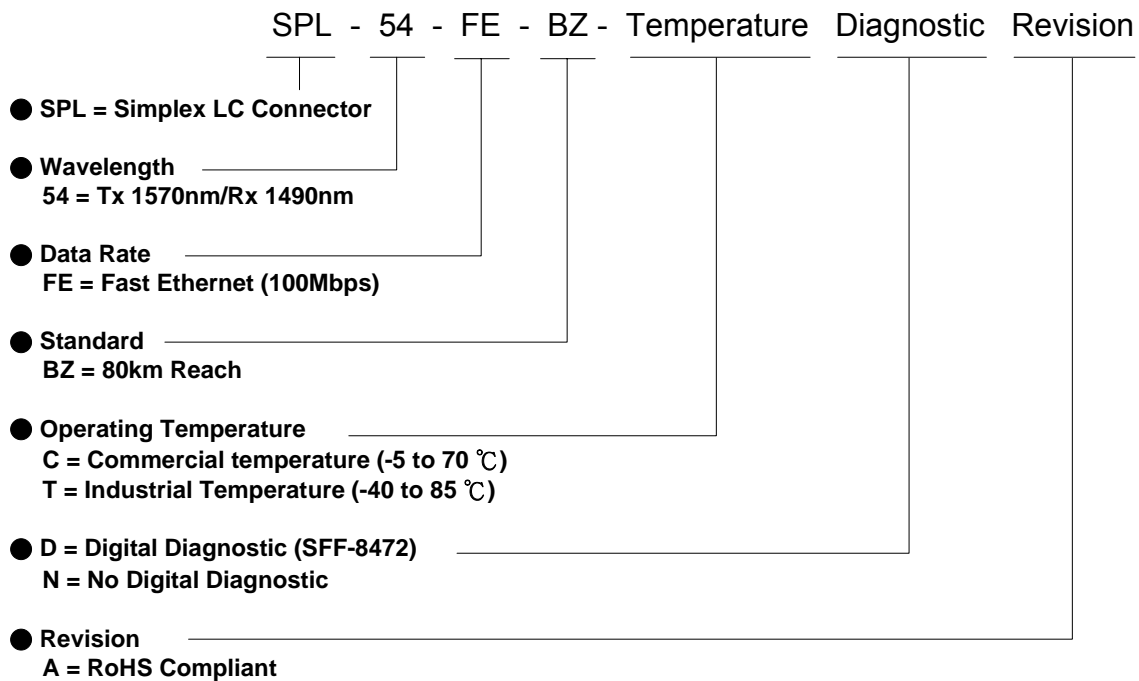 SPL - 54 - FE - BZ - Temperature Diagnostic Revision
● SPL = Simplex LC Connector
● Wavelength
54 = Tx 1570nm/Rx 1490nm
● Data Rate
FE = Fast Ethernet (100Mbps)
● Standard
BZ = 80km Reach
● Operating Temperature
C = Commercial temperature (-5 to 70 ℃)
T = Industrial Temperature (-40 to 85 ℃)
● D = Digital Diagnostic (SFF-8472)
N = No Digital Diagnostic
● Revision
A = RoHS Compliant